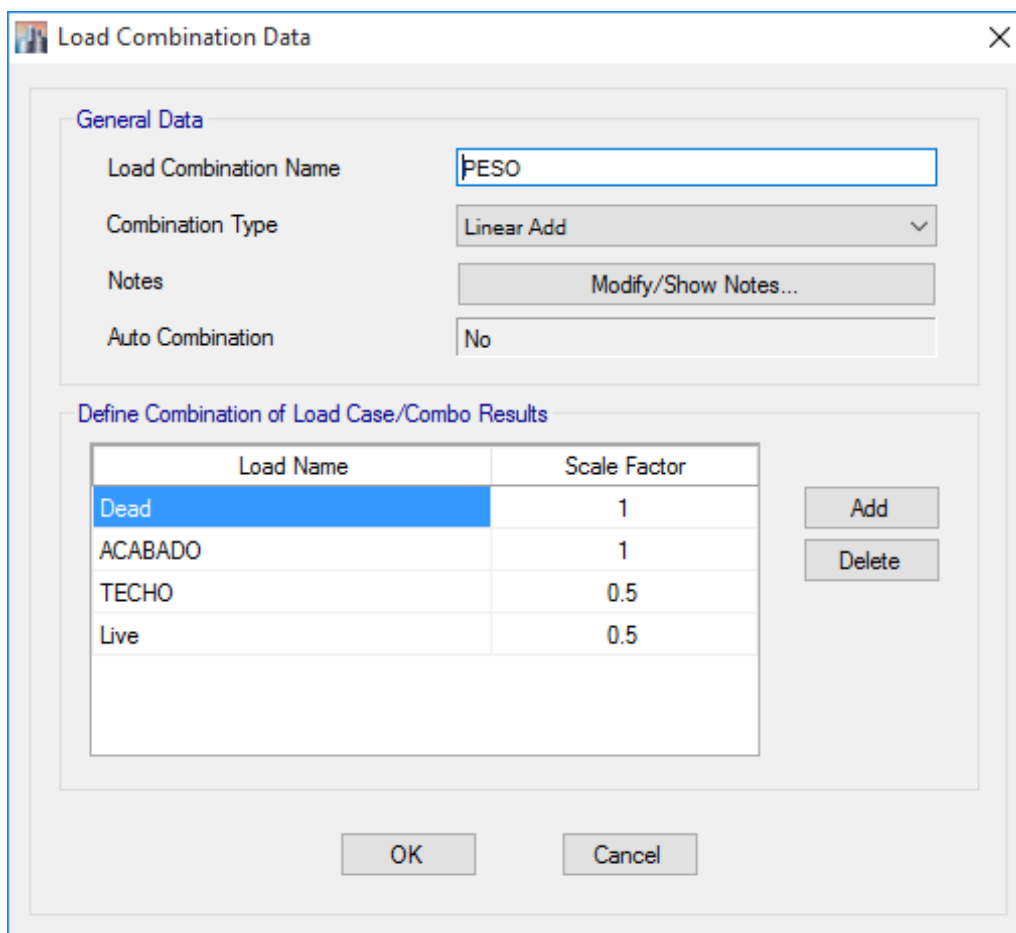 Load Combination Data
General Data
Load Combination Name PESO
Combination Type Linear Add
Notes Modify/Show Notes...
Auto Combination No
Define Combination of Load Case/Combo Results
Load Name Scale Factor
Dead 1 Add
ACABADO 1 Delete
TECHO 0.5
Live 0.5
OK Cancel